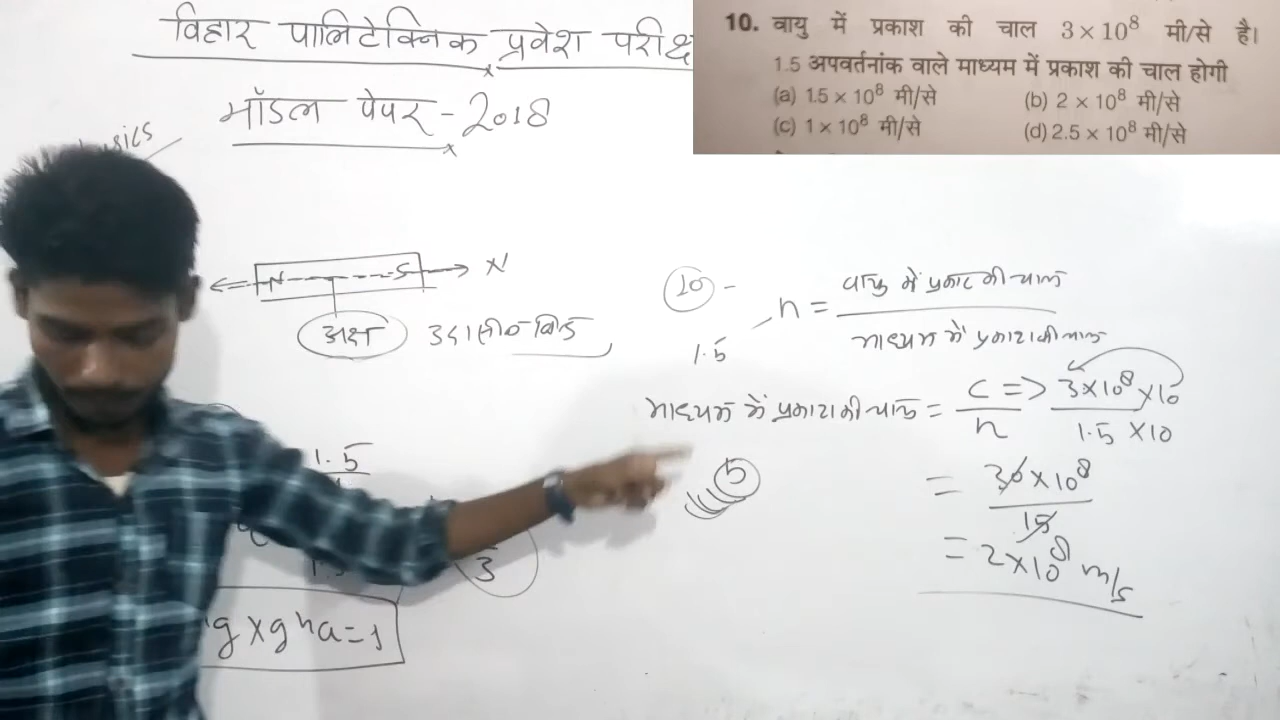 विहार पालिटेक्निक प्रवेश परीक्ष
मॉडल पेपर - 2018
sics
10. वायु में प्रकाश की चाल 3 × 10⁸ मी/से है।
1.5 अपवर्तनांक वाले माध्यम में प्रकाश की चाल होगी
(a) 1.5 × 10⁸ मी/से (b) 2 × 10⁸ मी/से
(c) 1 × 10⁸ मी/से (d) 2.5 × 10⁸ मी/से
N S N
अक्ष उदासीन बिन्दु
1.5
3
g × g n a = 1
10 -
n = वायु में प्रकाश की चाल
माध्यम में प्रकाश की चाल
1.5
माध्यम में प्रकाश की चाल = C/n => 3×10⁸ × 10 / 1.5 × 10
5
= 30 × 10⁸ / 15
= 2×10⁸ m/s